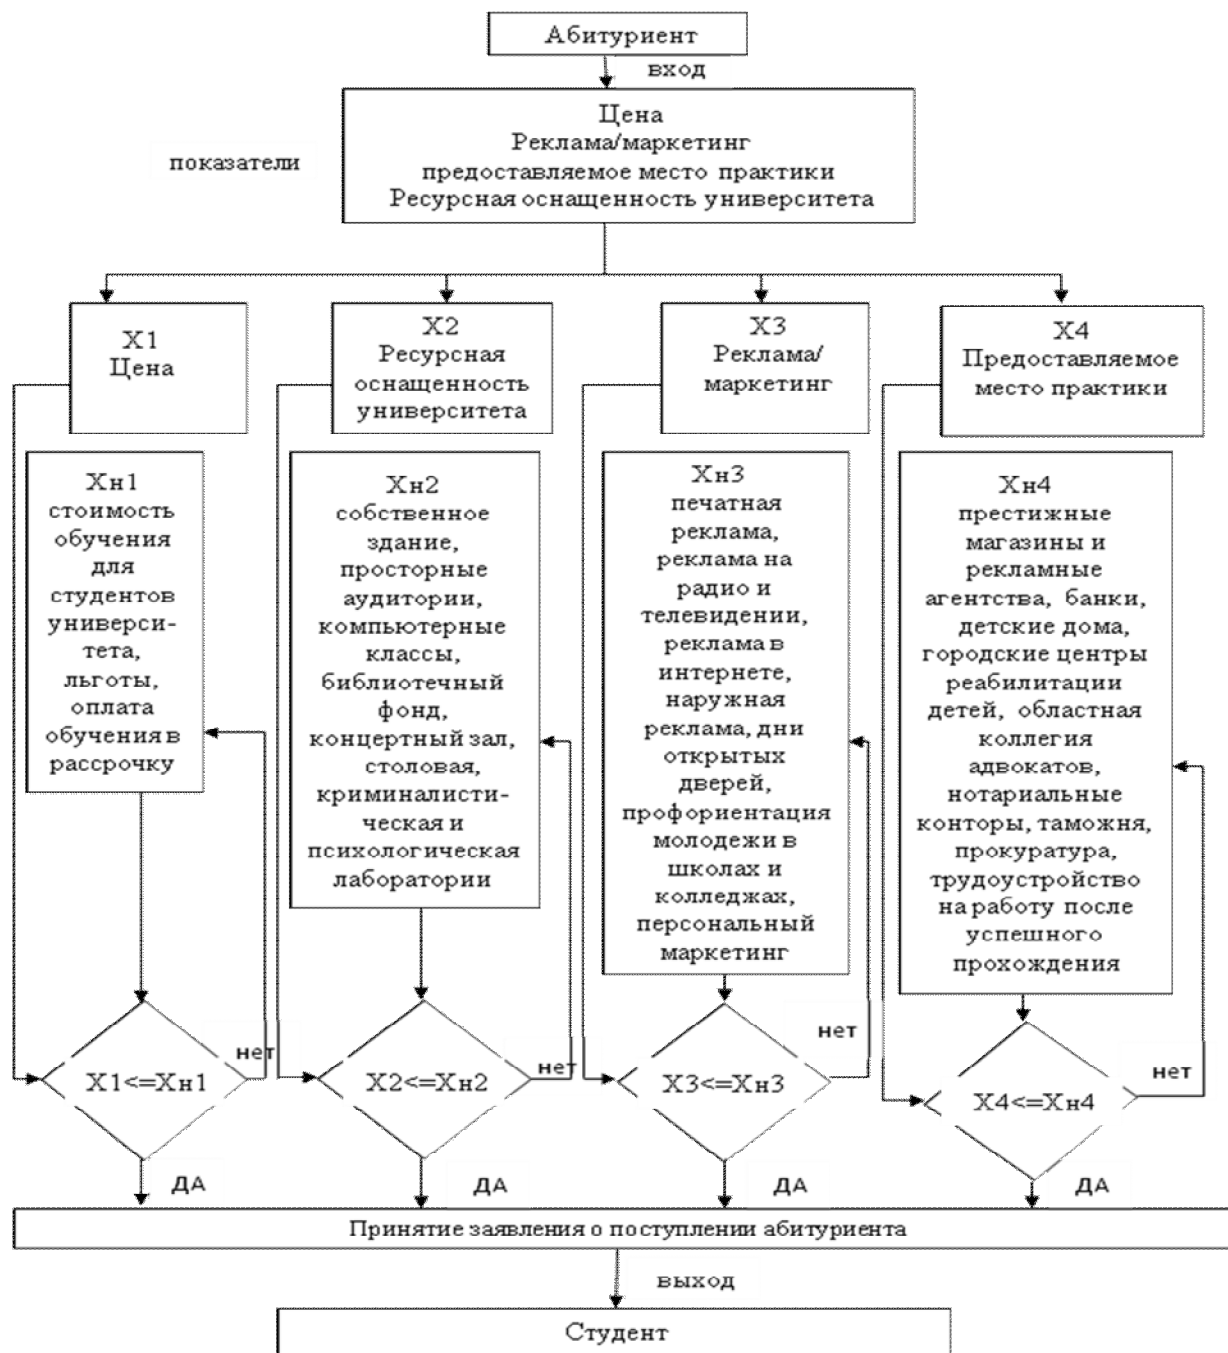 Абитуриент
вход
Цена
Реклама/маркетинг
предоставляемое место практики
Ресурсная оснащенность университета
показатели
X1
Цена
X2
Ресурсная
оснащенность
университета
X3
Реклама/
маркетинг
X4
Предоставляемое
место практики
Xн1
стоимость
обучения
для
студентов
универси-
тета,
льготы,
оплата
обучения в
рассрочку
Xн2
собственное
здание,
просторные
аудитории,
компьютерные
классы,
библиотечный
фонд,
концертный зал,
столовая,
криминалисти-
ческая и
психологическая
лаборатории
Xн3
печатная
реклама,
реклама на
радио и
телевидении,
реклама в
интернете,
наружная
реклама, дни
открытых
дверей,
профориентация
молодежи в
школах и
колледжах,
персональный
маркетинг
Xн4
престижные
магазины и
рекламные
агентства, банки,
детские дома,
городские центры
реабилитации
детей, областная
коллегия
адвокатов,
нотариальные
конторы, таможня,
прокуратура,
трудоустройство
на работу после
успешного
прохождения
X1<=Xн1
нет
X2<=Xн2
нет
X3<=Xн3
нет
X4<=Xн4
нет
ДА
ДА
ДА
ДА
Принятие заявления о поступлении абитуриента
выход
Студент